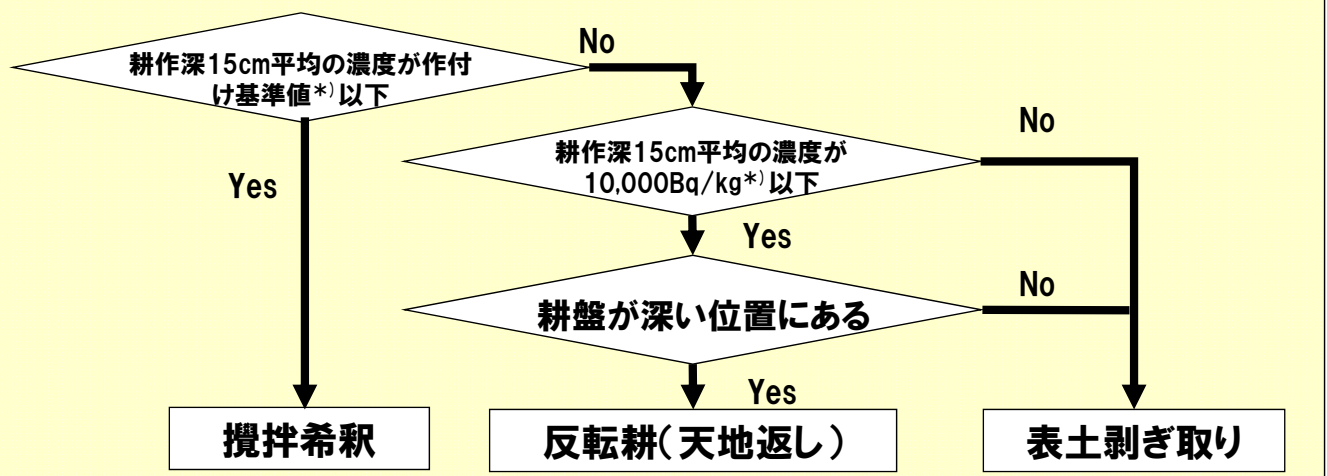 耕作深15cm平均の濃度が作付
け基準値*)以下
No
耕作深15cm平均の濃度が
10,000Bq/kg*)以下
No
Yes
Yes
耕盤が深い位置にある
No
Yes
攪拌希釈
反転耕(天地返し)
表土剥ぎ取り